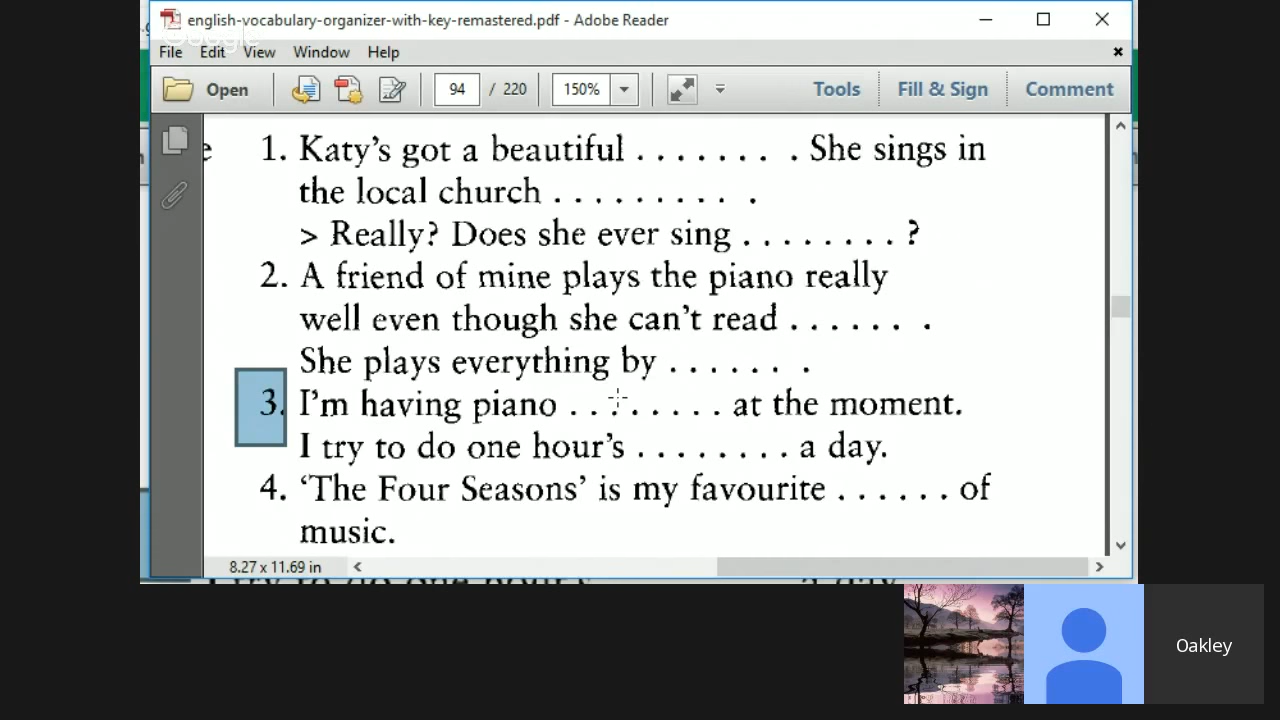 english-vocabulary-organizer-with-key-remastered.pdf - Adobe Reader
Google
File Edit View Window Help
Open 94 / 220 150% Tools Fill & Sign Comment
1. Katy's got a beautiful . . . . . . . . She sings in
the local church . . . . . . . . . .
> Really? Does she ever sing . . . . . . . . ?
2. A friend of mine plays the piano really
well even though she can't read . . . . . . .
She plays everything by . . . . . . .
3. I'm having piano . . . . . . . . at the moment.
I try to do one hour's . . . . . . . . a day.
4. 'The Four Seasons' is my favourite . . . . . . of
music.
8.27 x 11.69 in
Oakley